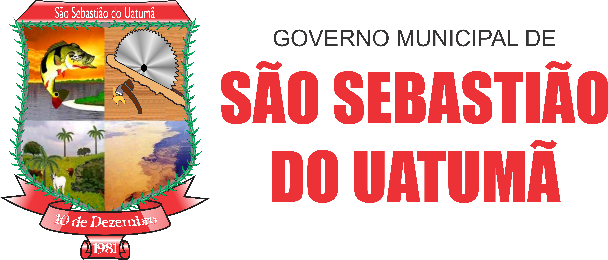 São Sebastião do Uatumã
10 de Dezembro
1981
GOVERNO MUNICIPAL DE
SÃO SEBASTIÃO
DO UATUMÃ